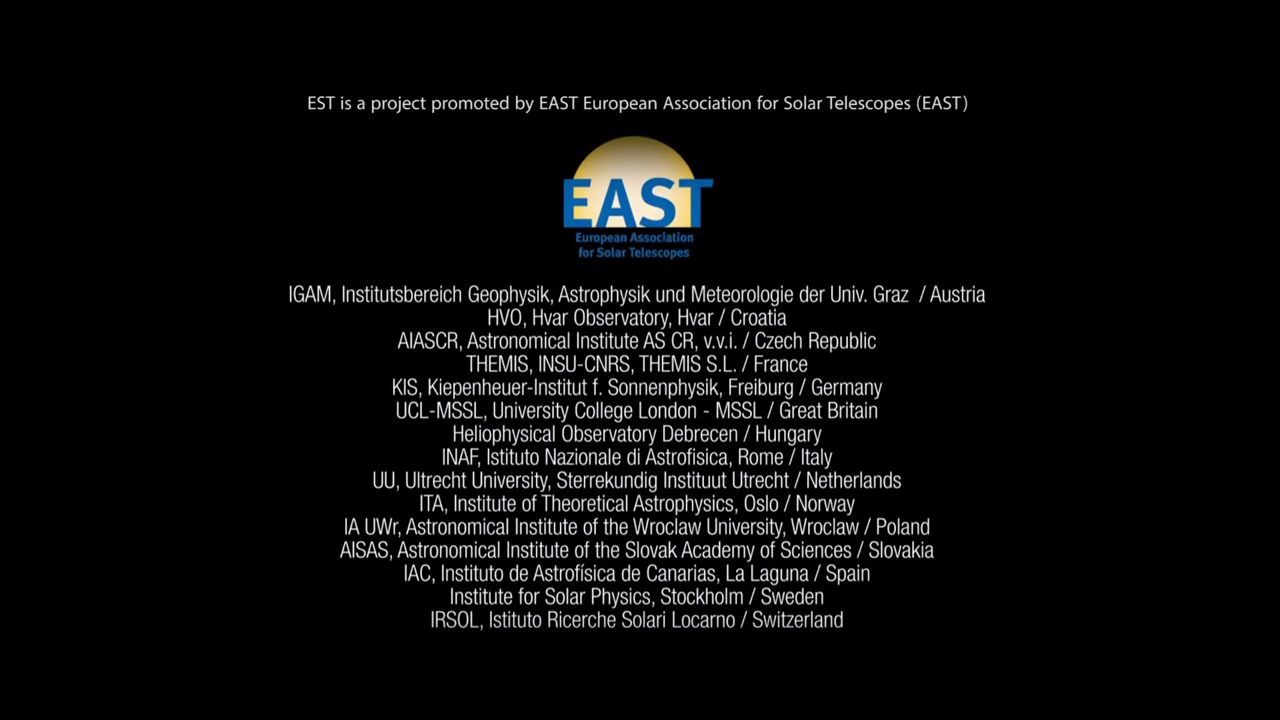 EST is a project promoted by EAST European Association for Solar Telescopes (EAST)
EAST
European Association
for Solar Telescopes
IGAM, Institutsbereich Geophysik, Astrophysik und Meteorologie der Univ. Graz / Austria
HVO, Hvar Observatory, Hvar / Croatia
AIASCR, Astronomical Institute AS CR, v.v.i. / Czech Republic
THEMIS, INSU-CNRS, THEMIS S.L. / France
KIS, Kiepenheuer-Institut f. Sonnenphysik, Freiburg / Germany
UCL-MSSL, University College London - MSSL / Great Britain
Heliophysical Observatory Debrecen / Hungary
INAF, Istituto Nazionale di Astrofisica, Rome / Italy
UU, Ultrecht University, Sterrekundig Instituut Utrecht / Netherlands
ITA, Institute of Theoretical Astrophysics, Oslo / Norway
IA UWr, Astronomical Institute of the Wroclaw University, Wroclaw / Poland
AISAS, Astronomical Institute of the Slovak Academy of Sciences / Slovakia
IAC, Instituto de Astrofísica de Canarias, La Laguna / Spain
Institute for Solar Physics, Stockholm / Sweden
IRSOL, Istituto Ricerche Solari Locarno / Switzerland